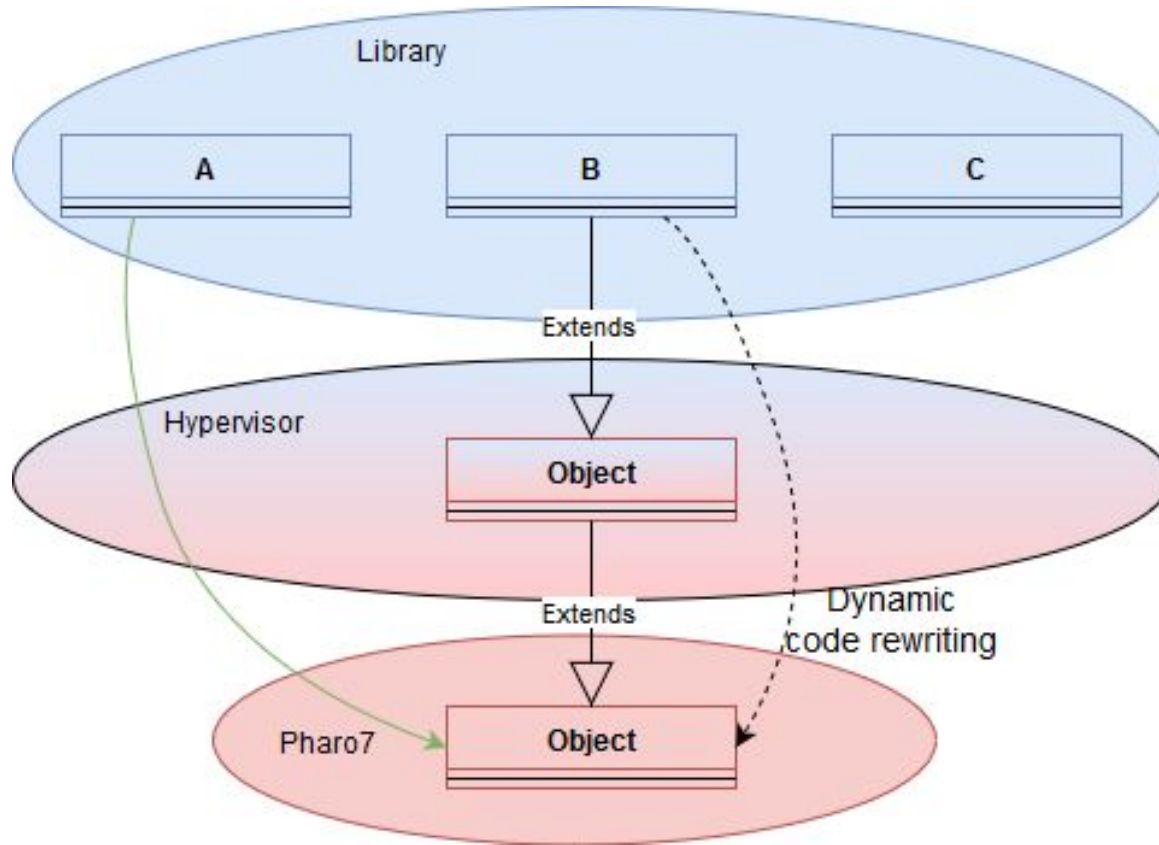 Library
A
B
C
Extends
Hypervisor
Object
Extends
Dynamic
code rewriting
Pharo7
Object